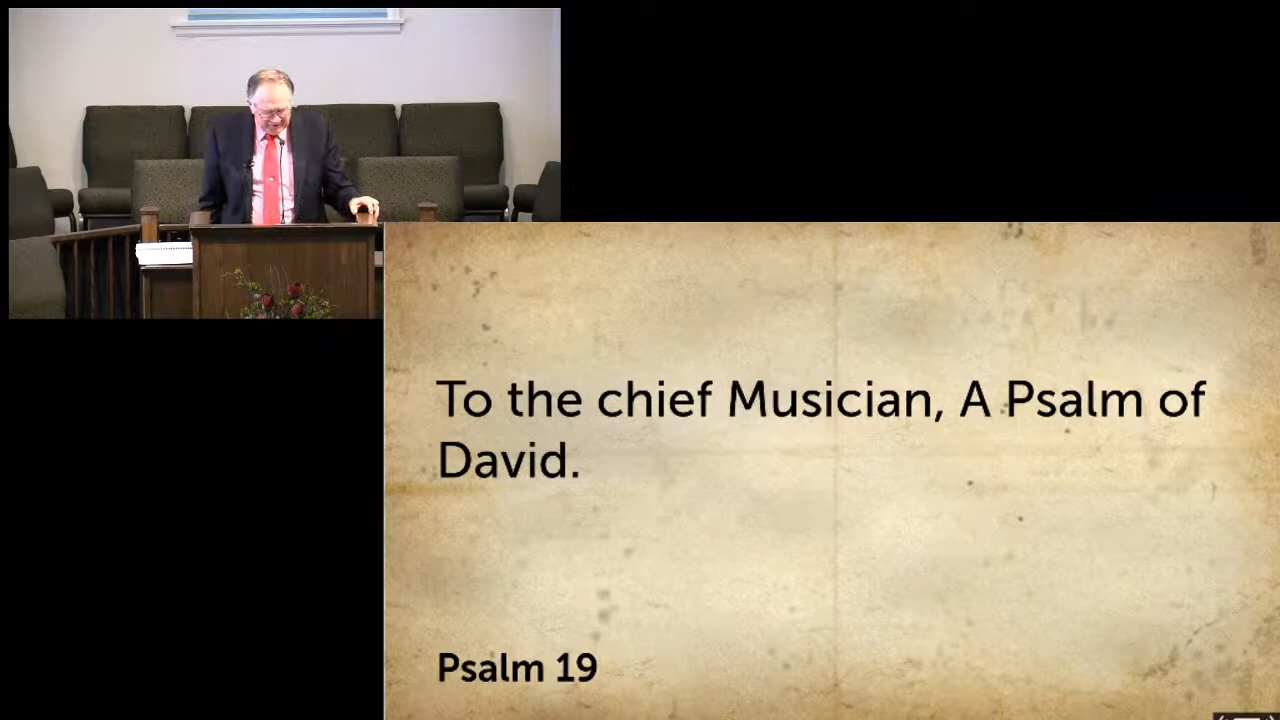 To the chief Musician, A Psalm of
David.
Psalm 19